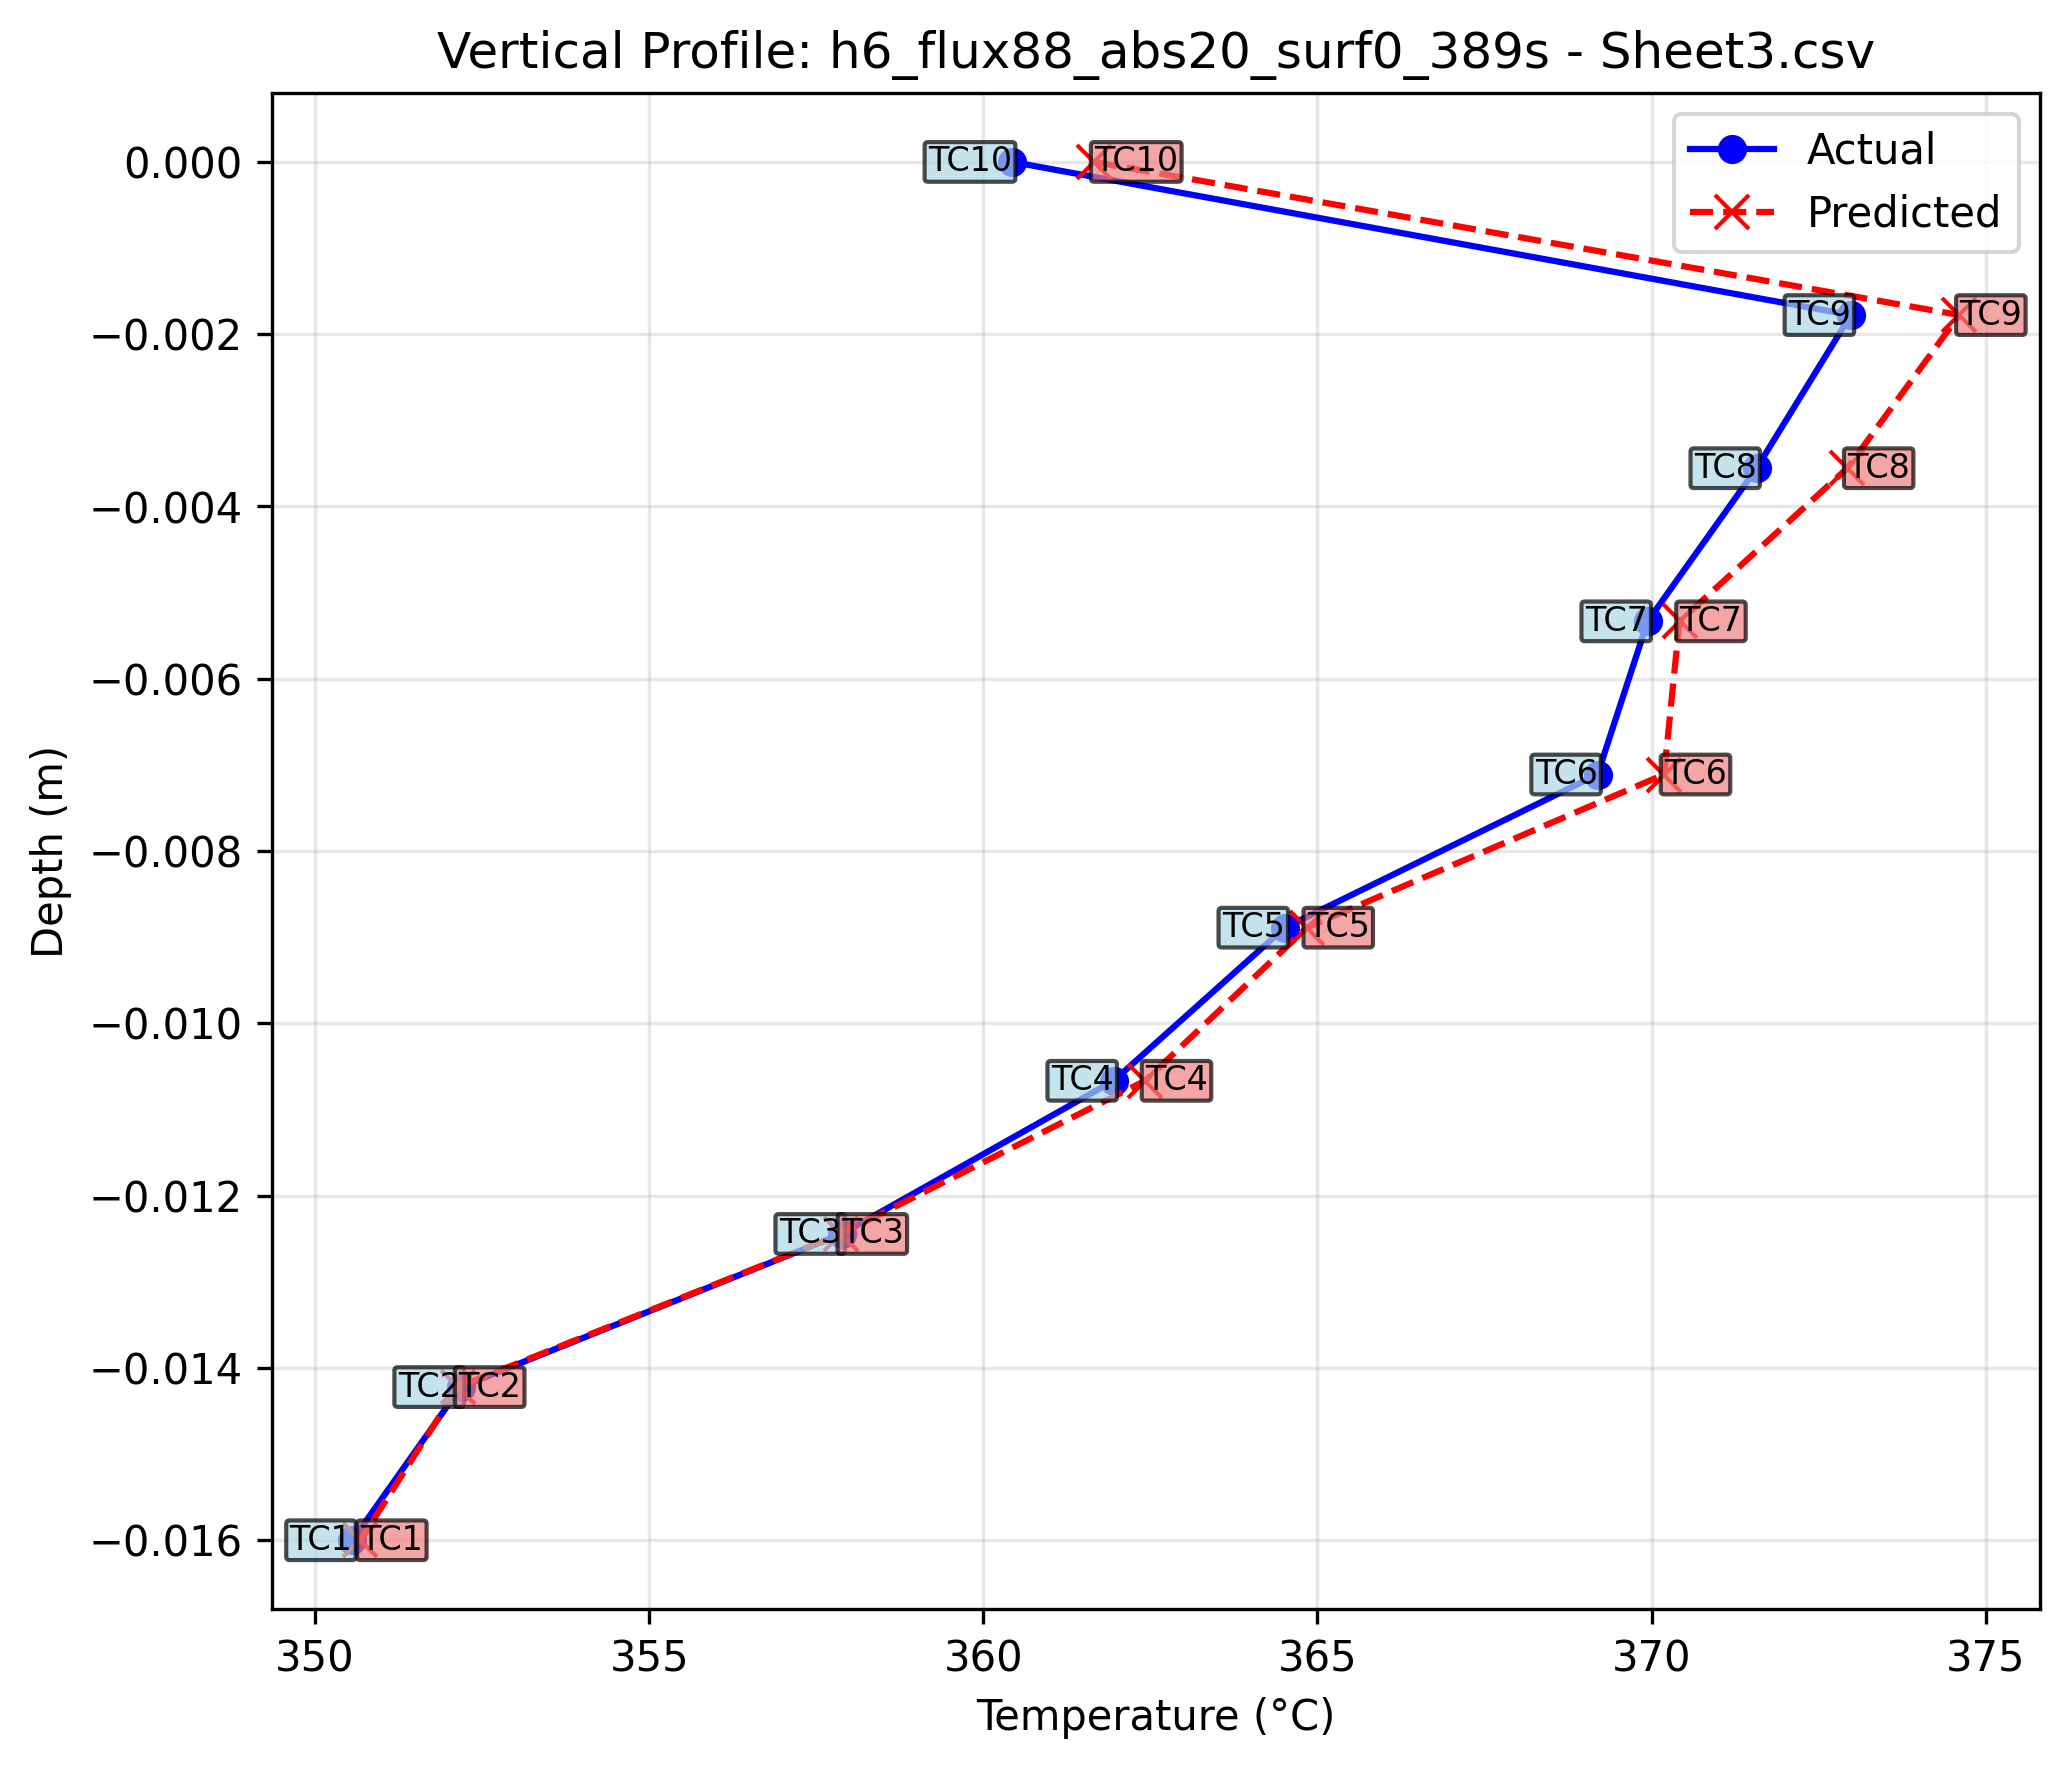 Vertical Profile: h6_flux88_abs20_surf0_389s - Sheet3.csv
Actual
Predicted
0.000
−0.002
−0.004
−0.006
−0.008
−0.010
−0.012
−0.014
−0.016
Depth (m)
TC10 TC10
TC9 TC9
TC8 TC8
TC7 TC7
TC6 TC6
TC5 TC5
TC4 TC4
TC3 TC3
TC2 TC2
TC1 TC1
350 355 360 365 370 375
Temperature (°C)